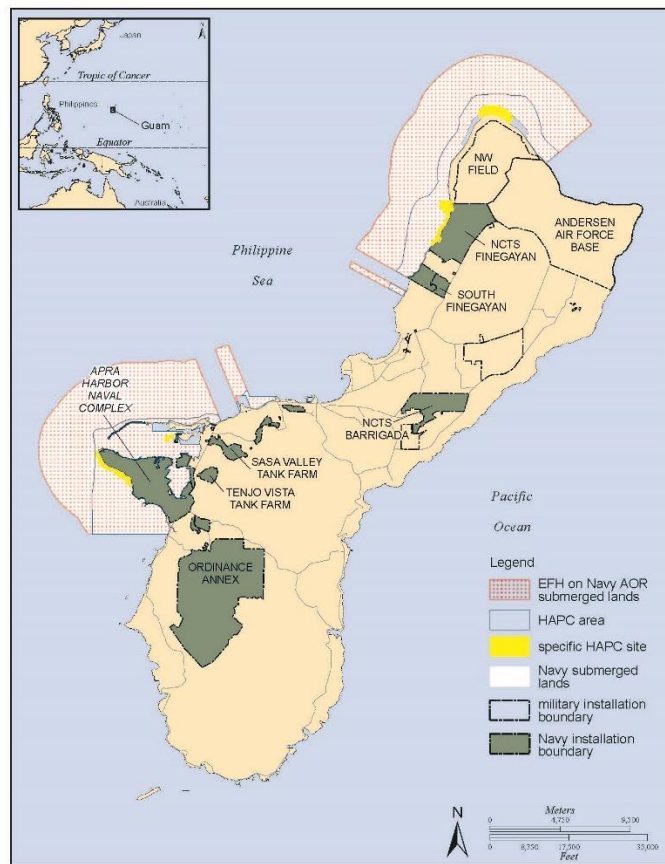 Japan
N
Tropic of Cancer
Philippines
Guam
Equator
Australia
NW
FIELD
ANDERSEN
AIR FORCE
BASE
NCTS
FINEGAYAN
Philippine
Sea
SOUTH
FINEGAYAN
APRA
HARBOR
NAVAL
COMPLEX
NCTS
BARRIGADA
SASA VALLEY
TANK FARM
TENJO VISTA
TANK FARM
Pacific
Ocean
ORDINANCE
ANNEX
Legend
EFH on Navy AOR
submerged lands
HAPC area
specific HAPC site
Navy submerged
lands
military installation
boundary
Navy installation
boundary
N
Meters
0 4,750 9,500
0 8,750 17,500 35,000
Feet